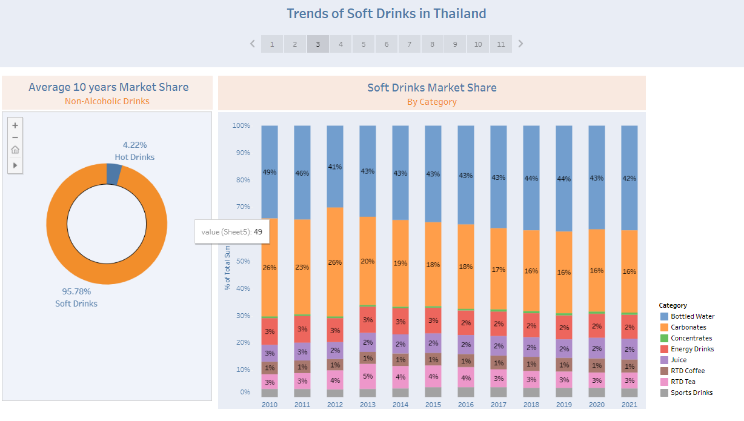 Trends of Soft Drinks in Thailand
1 2 3 4 5 6 7 8 9 10 11
Average 10 years Market Share
Non-Alcoholic Drinks
4.22%
Hot Drinks
95.78%
Soft Drinks
Soft Drinks Market Share
By Category
value (Sheet5): 49
% of Total Sum
100%
90%
80%
70%
50%
40%
30%
20%
10%
0%
49% 46% 41% 43% 43% 43% 43% 43% 44% 44% 43% 42%
26% 23% 26% 20% 19% 18% 18% 17% 16% 16% 16% 16%
3% 3% 3% 3% 3% 3% 2% 2% 2% 2% 2% 2%
3% 3% 2% 2% 2% 2% 2% 2% 2% 2% 2% 2%
1% 1% 1% 1% 1% 1% 1% 1% 1% 1% 1% 1%
3% 3% 4% 5% 4% 4% 4% 3% 3% 3% 3% 3%
2010 2011 2012 2013 2014 2015 2016 2017 2018 2019 2020 2021
Category
Bottled Water
Carbonates
Concentrates
Energy Drinks
Juice
RTD Coffee
RTD Tea
Sports Drinks